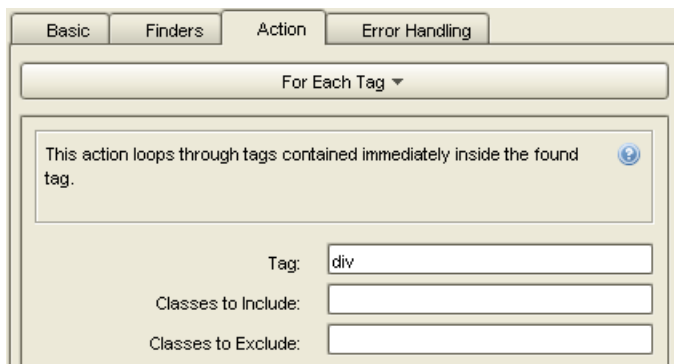 Basic Finders Action Error Handling
For Each Tag
This action loops through tags contained immediately inside the found
tag.
Tag: div
Classes to Include:
Classes to Exclude: